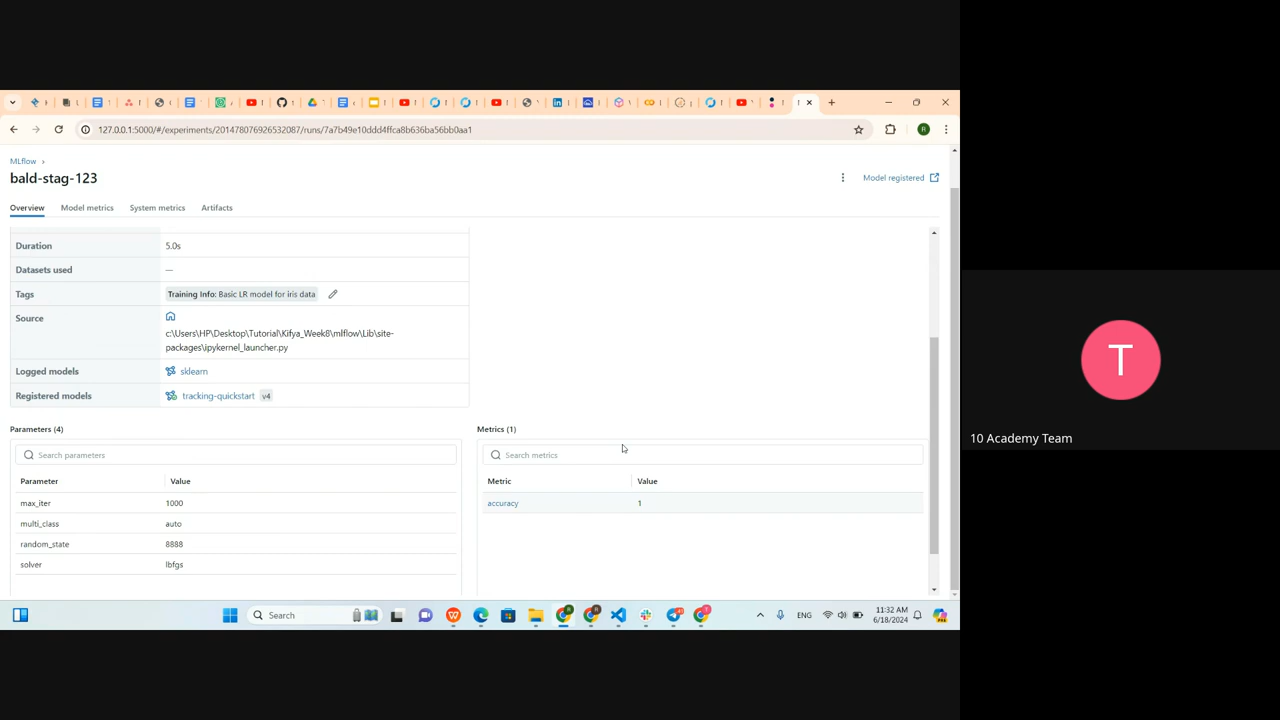 127.0.0.1:5000/#/experiments/201478076926532087/runs/7a7b49e10ddd4ffca8b636ba56bb0aa1
MLflow
bald-stag-123
Model registered
Overview Model metrics System metrics Artifacts
Duration 5.0s
Datasets used —
Tags Training Info: Basic LR model for iris data
Source
c:\Users\HP\Desktop\Tutorial\Kifya_Week8\mlflow\Lib\site-
packages\ipykernel_launcher.py
Logged models sklearn
Registered models tracking-quickstart v4
Parameters (4)
Search parameters
Parameter Value
max_iter 1000
multi_class auto
random_state 8888
solver lbfgs
Metrics (1)
Search metrics
Metric Value
accuracy 1
T
10 Academy Team
Search
ENG
11:32 AM
6/18/2024